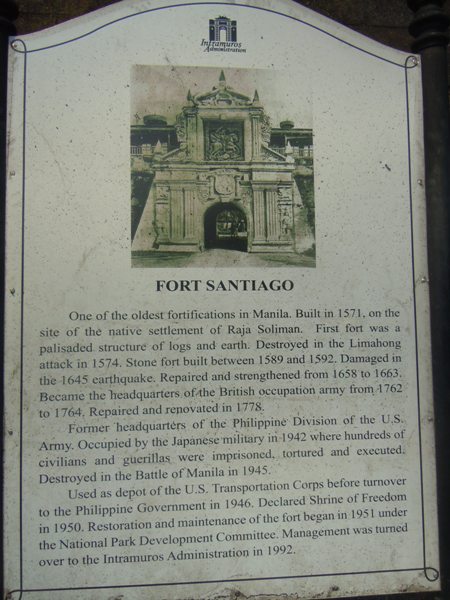 Intramuros
Administration
FORT SANTIAGO
One of the oldest fortifications in Manila. Built in 1571, on the
site of the native settlement of Raja Soliman. First fort was a
palisaded structure of logs and earth. Destroyed in the Limahong
attack in 1574. Stone fort built between 1589 and 1592. Damaged in
the 1645 earthquake. Repaired and strengthened from 1658 to 1663.
Became the headquarters of the British occupation army from 1762
to 1764. Repaired and renovated in 1778.
Former headquarters of the Philippine Division of the U.S.
Army. Occupied by the Japanese military in 1942 where hundreds of
civilians and guerillas were imprisoned, tortured and executed.
Destroyed in the Battle of Manila in 1945.
Used as depot of the U.S. Transportation Corps before turnover
to the Philippine Government in 1946. Declared Shrine of Freedom
in 1950. Restoration and maintenance of the fort began in 1951 under
the National Park Development Committee. Management was turned
over to the Intramuros Administration in 1992.